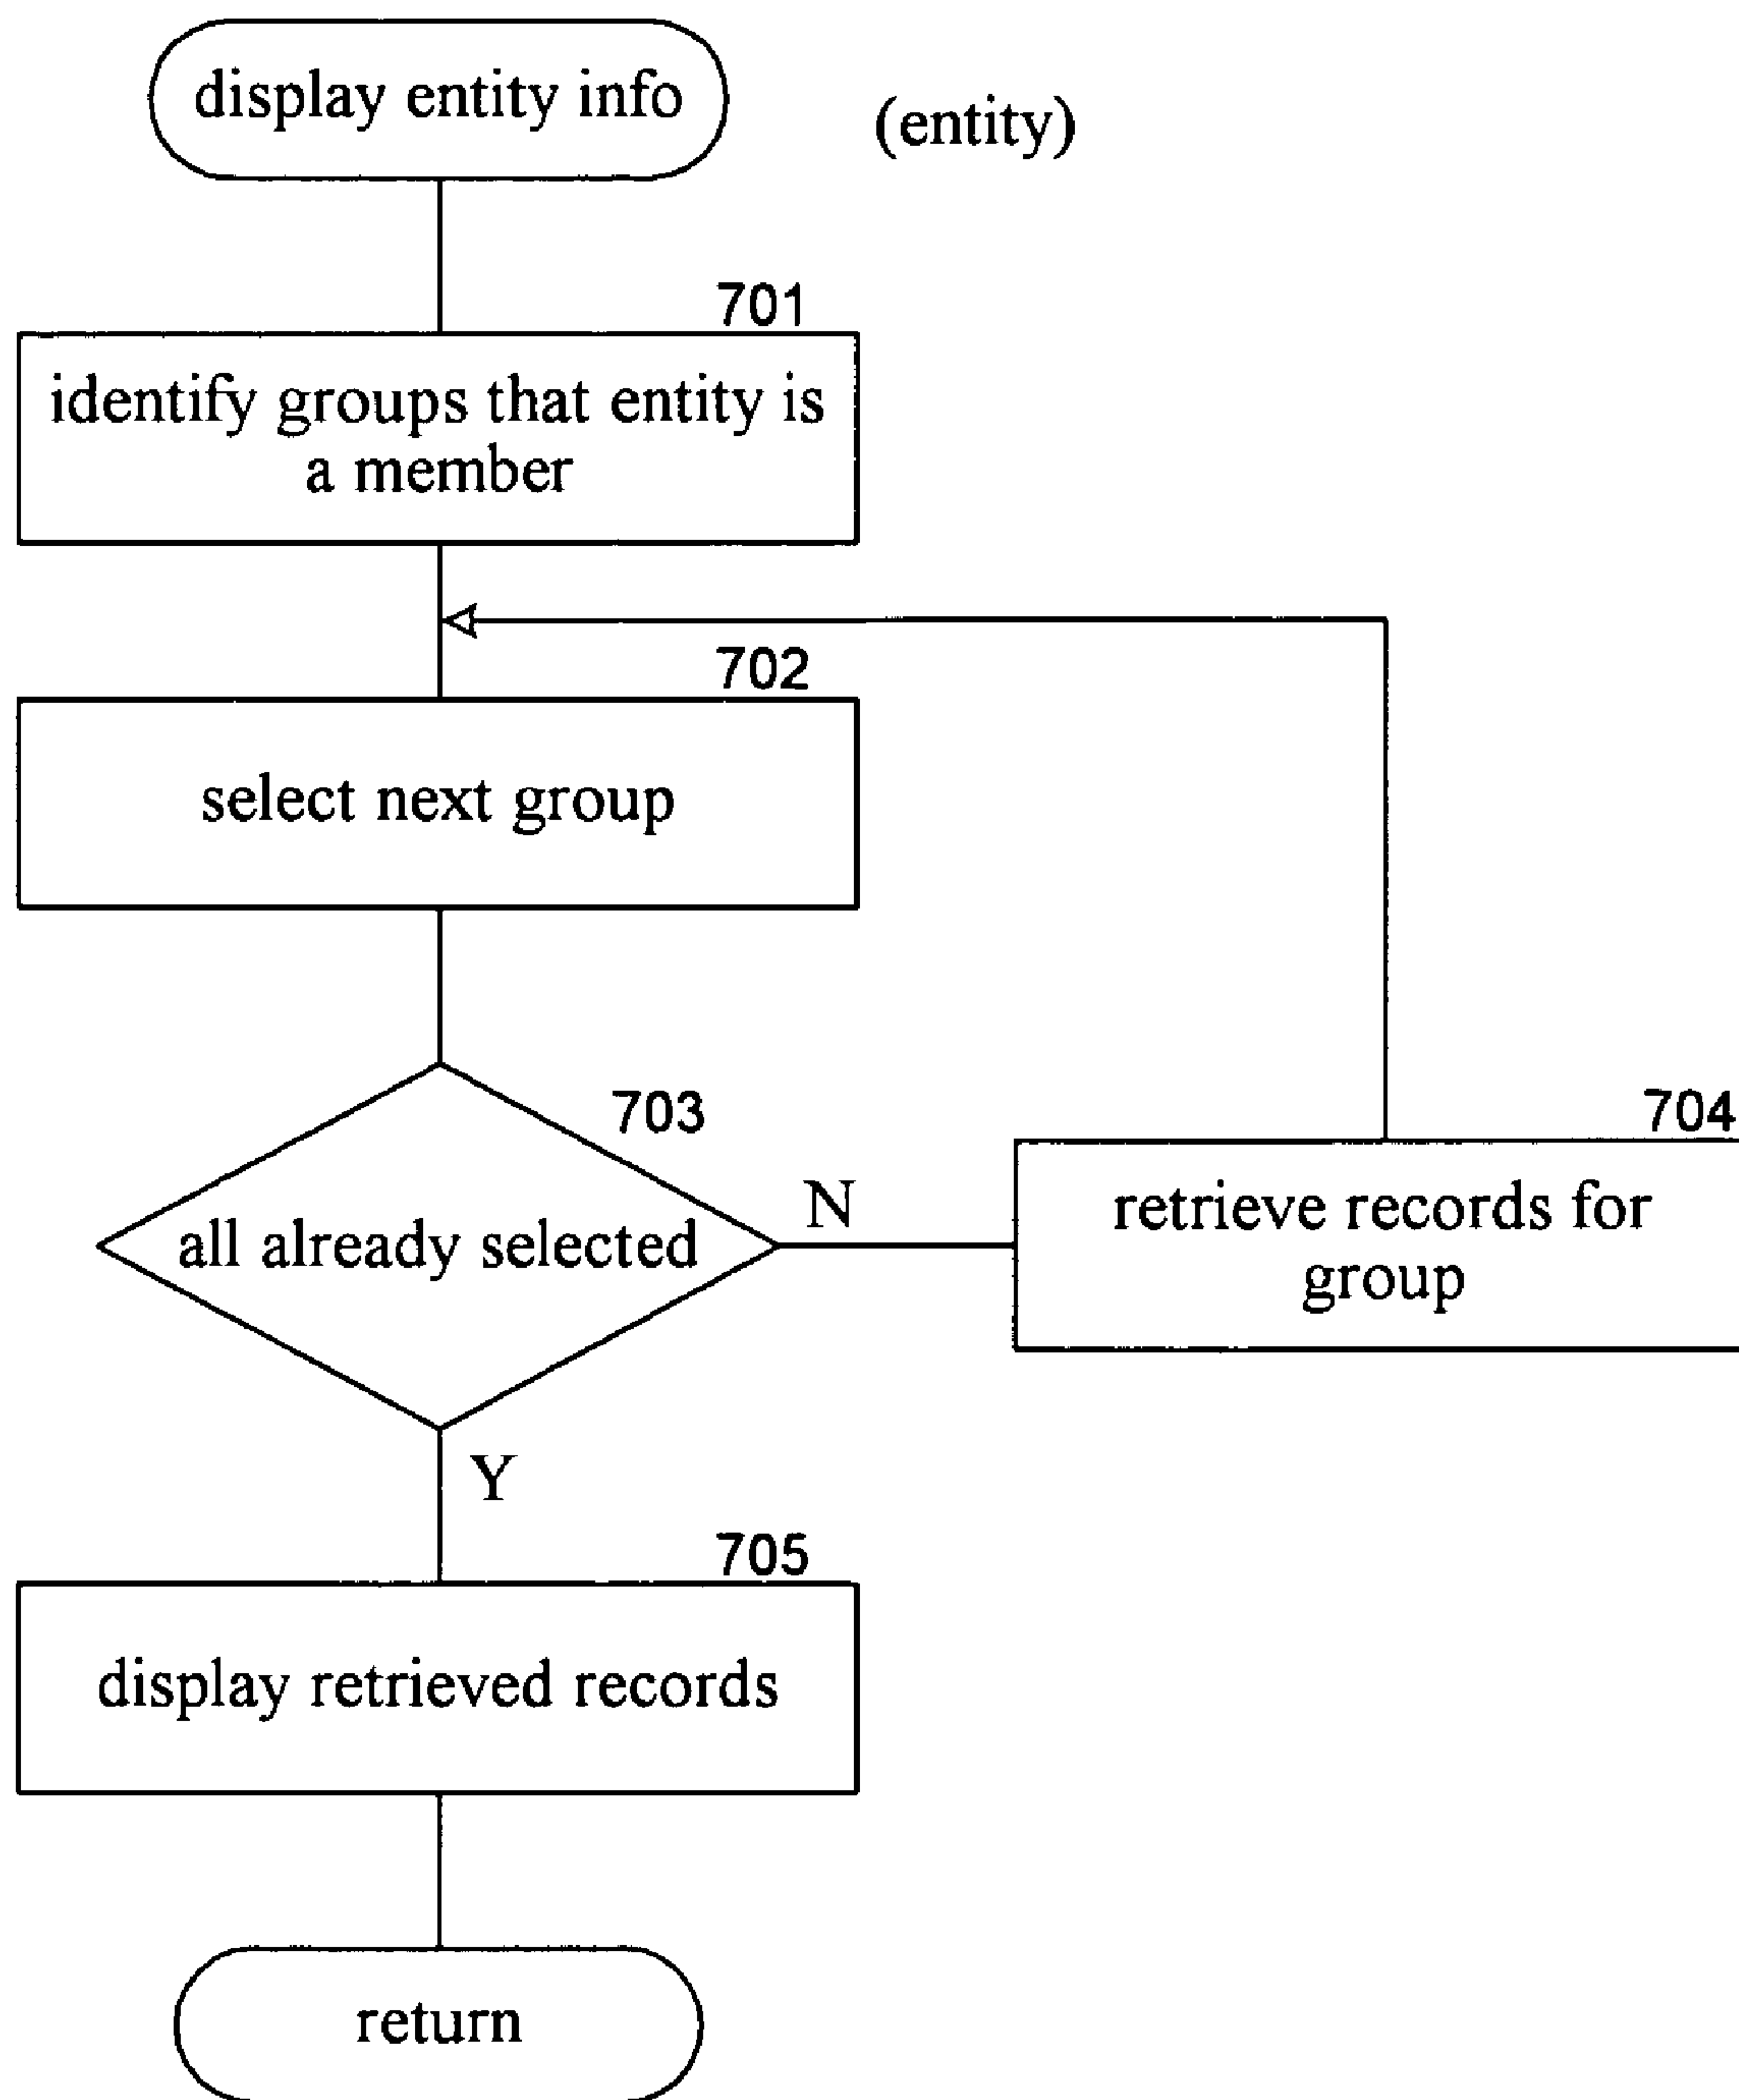 display entity info
(entity)
701
identify groups that entity is
a member
702
select next group
703
all already selected
N
704
retrieve records for
group
Y
705
display retrieved records
return